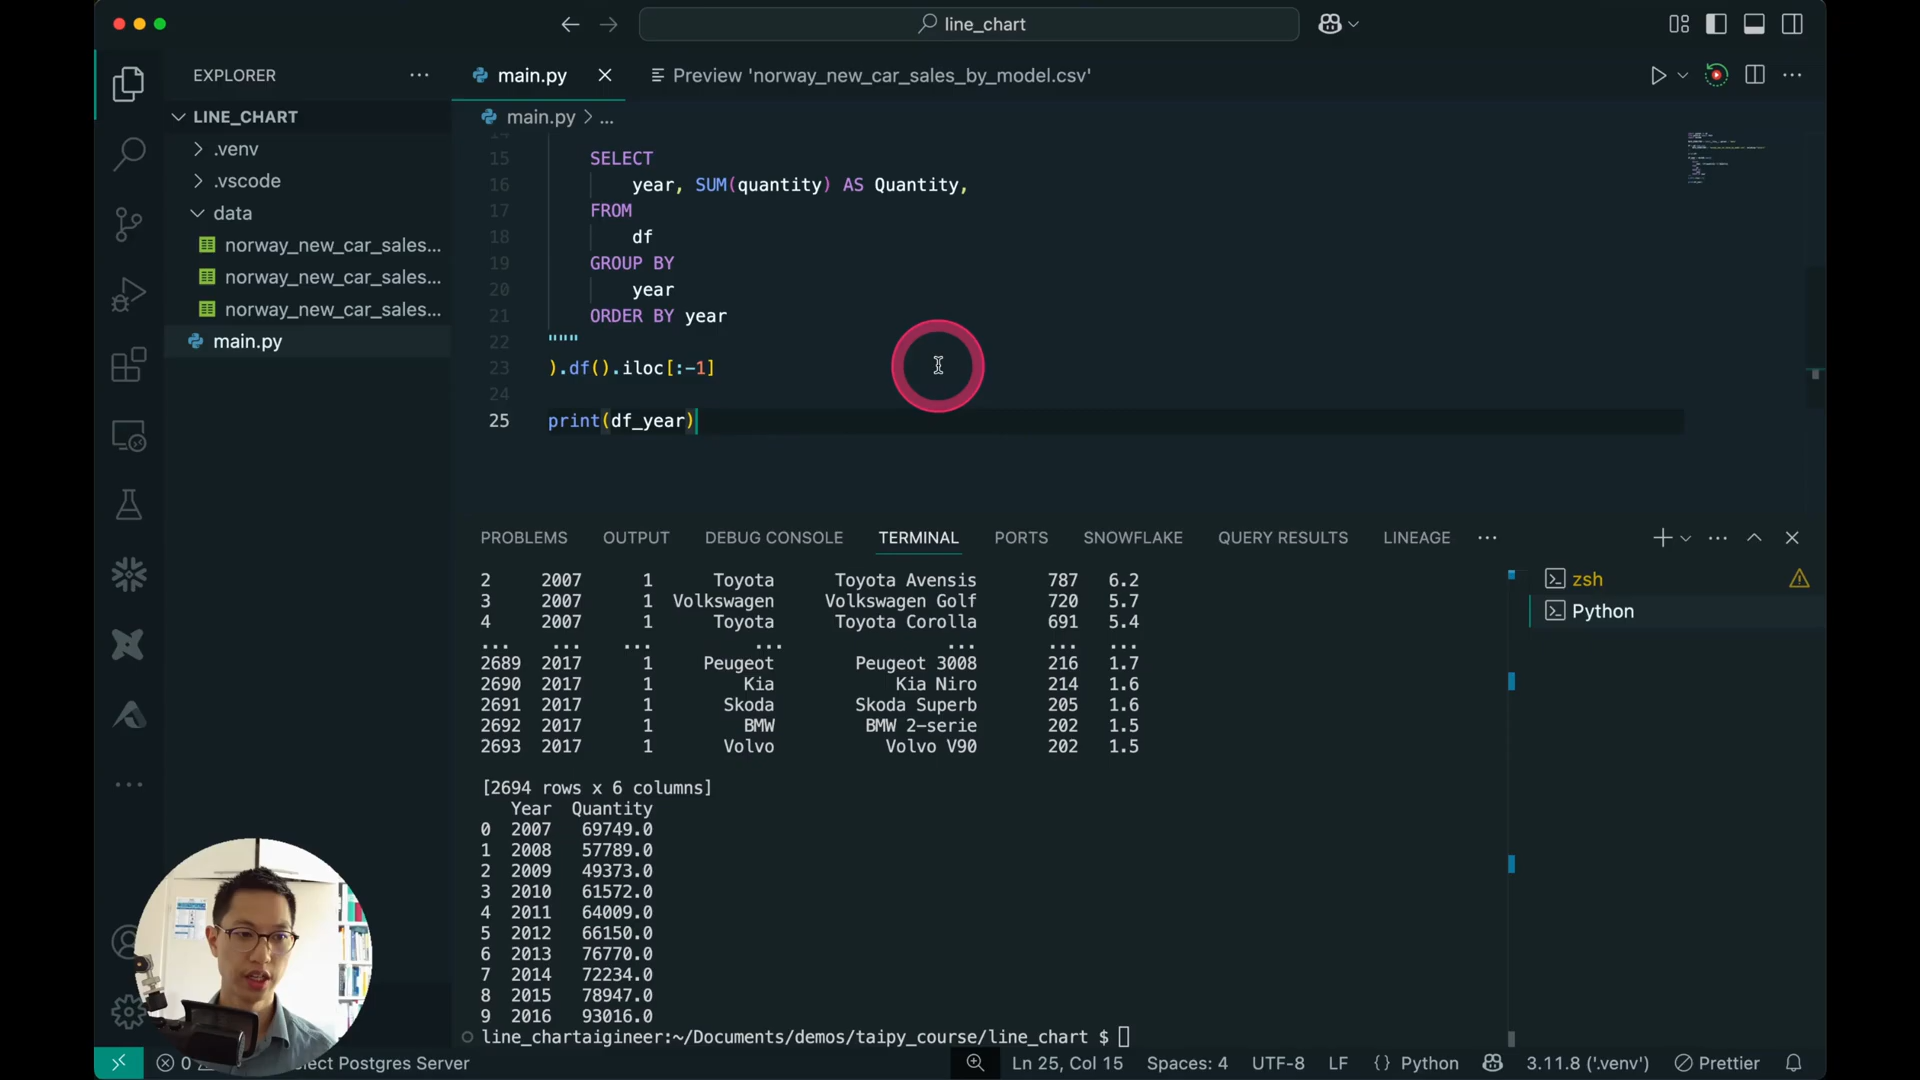 line_chart
EXPLORER
main.py
Preview 'norway_new_car_sales_by_model.csv'
LINE_CHART
main.py > ...
.venv
.vscode
data
norway_new_car_sales...
norway_new_car_sales...
norway_new_car_sales...
main.py
15 SELECT
16 year, SUM(quantity) AS Quantity,
17 FROM
18 df
19 GROUP BY
20 year
21 ORDER BY year
22 """
23 ).df().iloc[:-1]
24
25 print(df_year)
PROBLEMS OUTPUT DEBUG CONSOLE TERMINAL PORTS SNOWFLAKE QUERY RESULTS LINEAGE ...
2 2007 1 Toyota Toyota Avensis 787 6.2
3 2007 1 Volkswagen Volkswagen Golf 720 5.7
4 2007 1 Toyota Toyota Corolla 691 5.4
... ... ... ... ... ... ...
2689 2017 1 Peugeot Peugeot 3008 216 1.7
2690 2017 1 Kia Kia Niro 214 1.6
2691 2017 1 Skoda Skoda Superb 205 1.6
2692 2017 1 BMW BMW 2-serie 202 1.5
2693 2017 1 Volvo Volvo V90 202 1.5
[2694 rows x 6 columns]
Year Quantity
0 2007 69749.0
1 2008 57789.0
2 2009 49373.0
3 2010 61572.0
4 2011 64009.0
5 2012 66150.0
6 2013 76770.0
7 2014 72234.0
8 2015 78947.0
9 2016 93016.0
line_chartaigineer:~/Documents/demos/taipy_course/line_chart $
zsh
Python
0
ect Postgres Server
Ln 25, Col 15
Spaces: 4
UTF-8
LF
{} Python
3.11.8 ('.venv')
Prettier